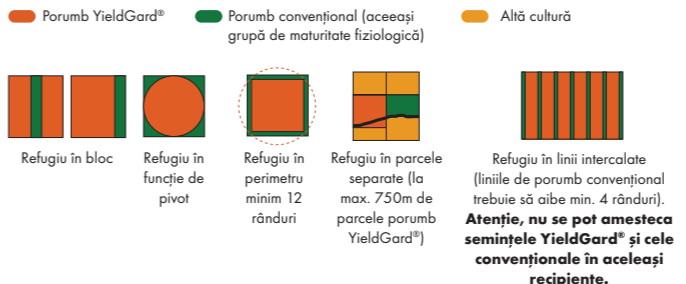 Porumb YieldGard®
Porumb convențional (aceeași
grupă de maturitate fiziologică)
Altă cultură
Refugiu în bloc
Refugiu în
funcție de
pivot
Refugiu în
perimetru
minim 12
rânduri
Refugiu în parcele
separate (la
max. 750m de
parcele porumb
YieldGard®)
Refugiu în linii intercalate
(liniile de porumb convențional
trebuie să aibe min. 4 rânduri).
Atenție, nu se pot amesteca
semințele YieldGard® și cele
convenționale în aceleași
recipiente.